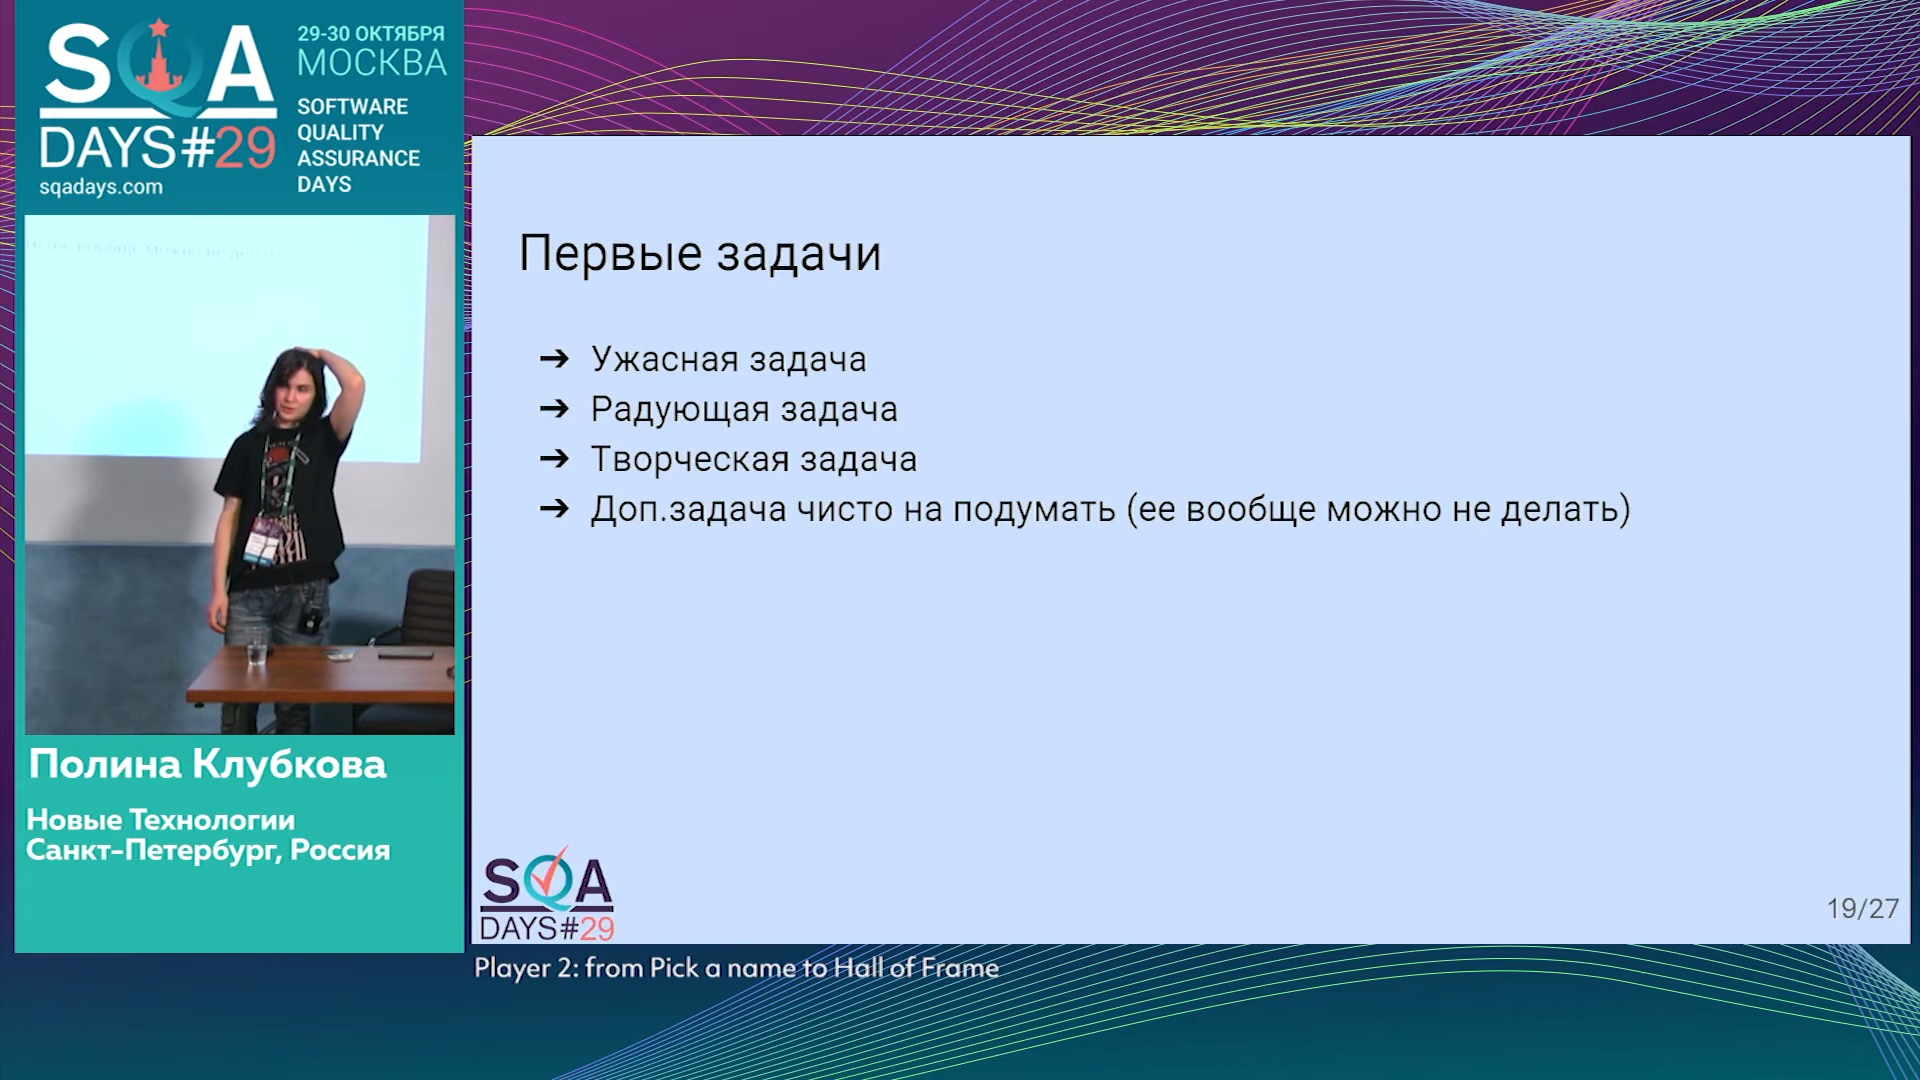 SQA
DAYS#29
sqadays.com
29-30 ОКТЯБРЯ
МОСКВА
SOFTWARE
QUALITY
ASSURANCE
DAYS
Полина Клубкова
Новые Технологии
Санкт-Петербург, Россия
Первые задачи
➔ Ужасная задача
➔ Радующая задача
➔ Творческая задача
➔ Доп.задача чисто на подумать (ее вообще можно не делать)
SQA
DAYS#29
19/27
Player 2: from Pick a name to Hall of Frame